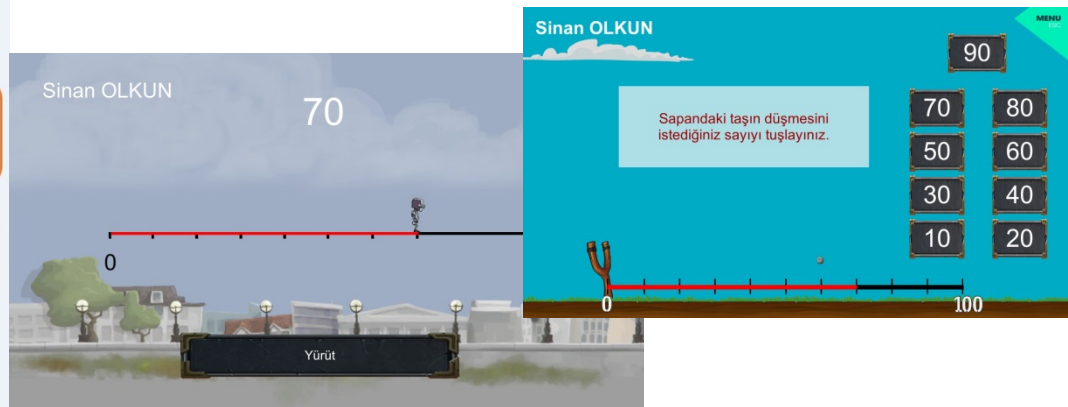 Sinan OLKUN
70
0
Yürüt
Sinan OLKUN
MENU
ESC
90
Sapandaki taşın düşmesini
istediğiniz sayıyı tuşlayınız.
70 80
50 60
30 40
10 20
0 100